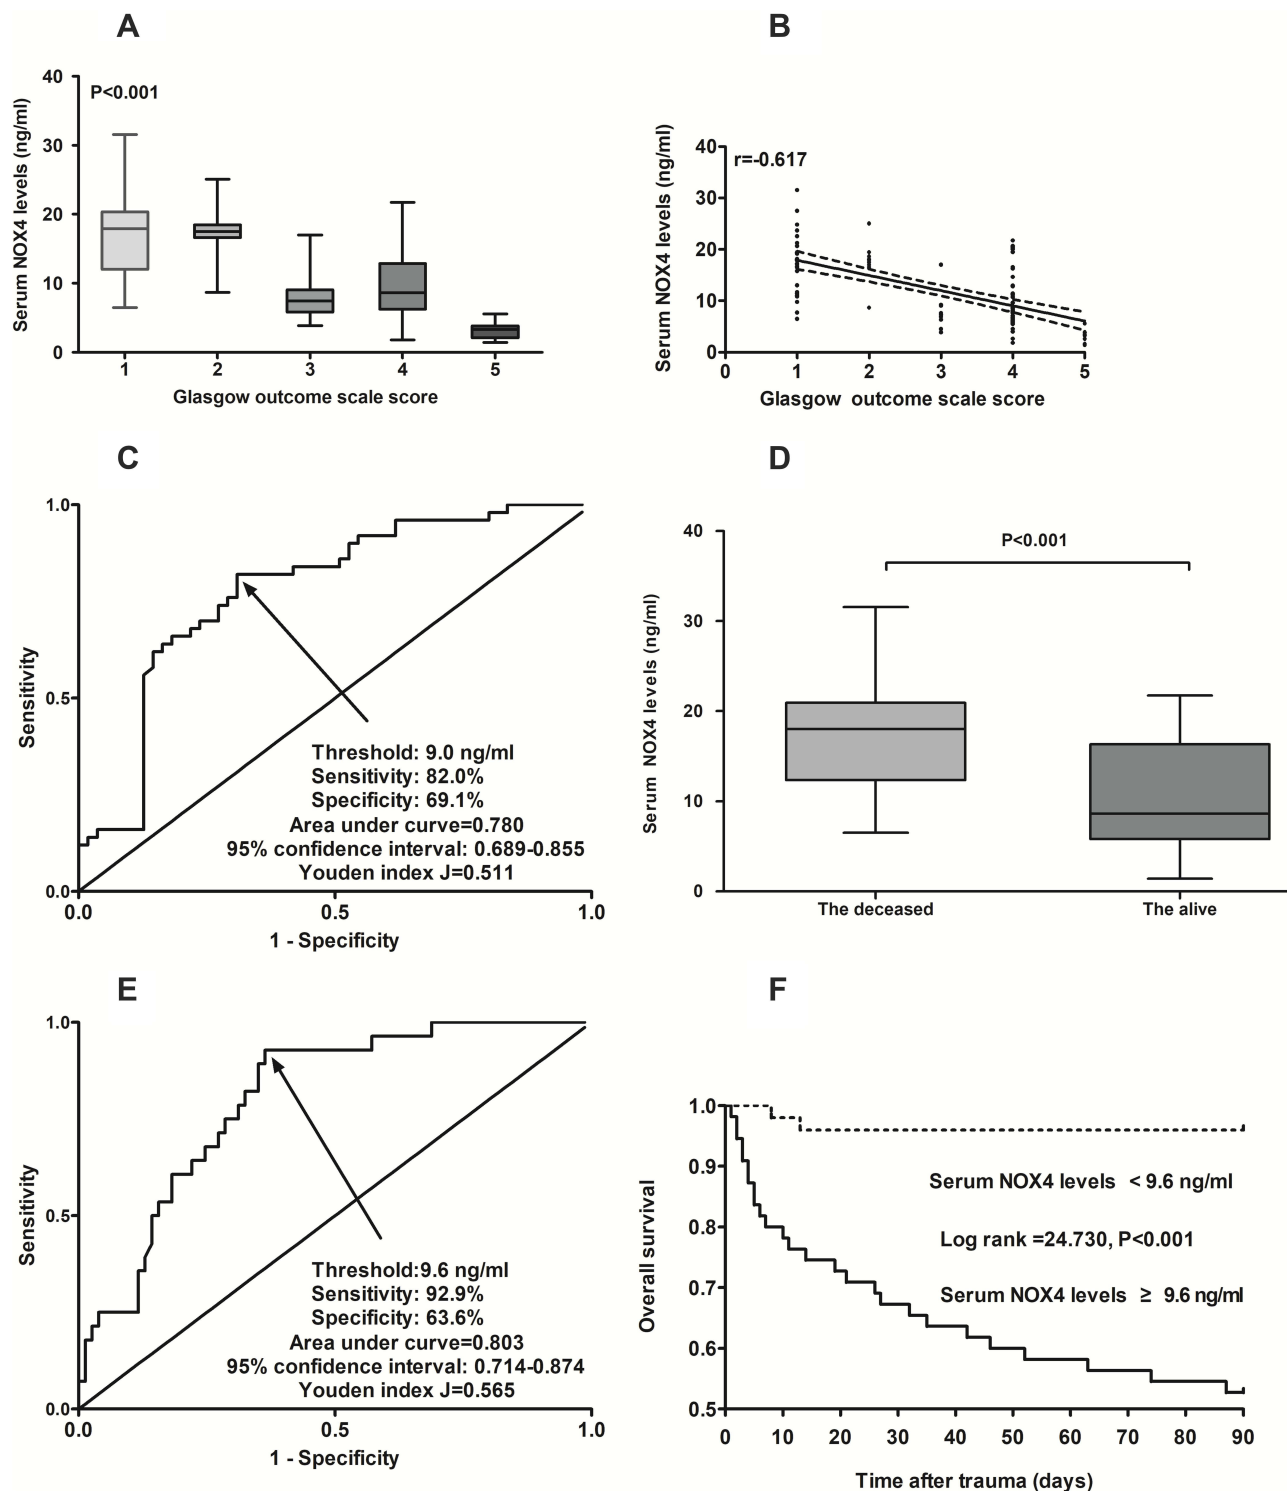 A
B
Serum NOX4 levels (ng/ml)
40
30
20
10
0
P<0.001
1 2 3 4 5
Glasgow outcome scale score
Serum NOX4 levels (ng/ml)
40
30
20
10
0
r=-0.617
0 1 2 3 4 5
Glasgow outcome scale score
C
D
Sensitivity
1.0
0.5
0.0
Threshold: 9.0 ng/ml
Sensitivity: 82.0%
Specificity: 69.1%
Area under curve=0.780
95% confidence interval: 0.689-0.855
Youden index J=0.511
0.0 0.5 1.0
1 - Specificity
Serum NOX4 levels (ng/ml)
40
30
20
10
0
P<0.001
The deceased The alive
E
F
Sensitivity
1.0
0.5
0.0
Threshold:9.6 ng/ml
Sensitivity: 92.9%
Specificity: 63.6%
Area under curve=0.803
95% confidence interval: 0.714-0.874
Youden index J=0.565
0.0 0.5 1.0
1 - Specificity
Overall survival
1.0
0.9
0.8
0.7
0.6
0.5
Serum NOX4 levels < 9.6 ng/ml
Log rank =24.730, P<0.001
Serum NOX4 levels ≥ 9.6 ng/ml
0 10 20 30 40 50 60 70 80 90
Time after trauma (days)